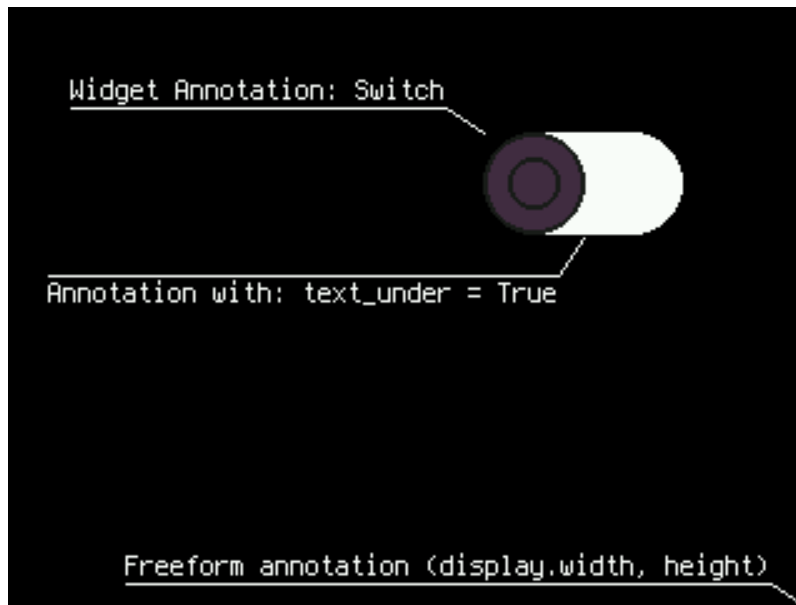 Widget Annotation: Switch
Annotation with: text_under = True
Freeform annotation (display.width, height)